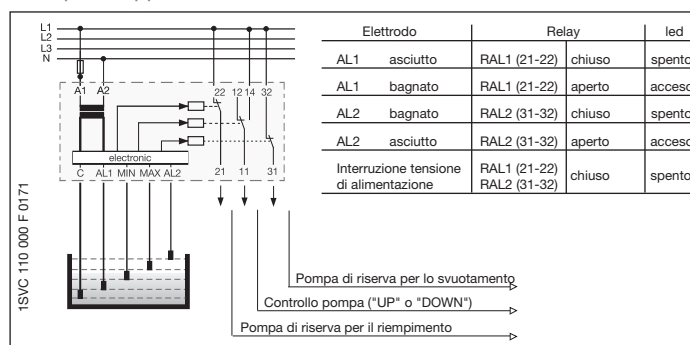 L1
L2
L3
N
A1 A2
22 12 14 32
electronic
C AL1 MIN MAX AL2
21 11 31
1SVC 110 000 F 0171
Pompa di riserva per lo svuotamento
Controllo pompa ("UP" o "DOWN")
Pompa di riserva per il riempimento
Elettrodo Relay led
AL1 asciutto RAL1 (21-22) chiuso spento
AL1 bagnato RAL1 (21-22) aperto acceso
AL2 bagnato RAL2 (31-32) chiuso spento
AL2 asciutto RAL2 (31-32) aperto acceso
Interruzione tensione di alimentazione RAL1 (21-22) RAL2 (31-32) chiuso spento